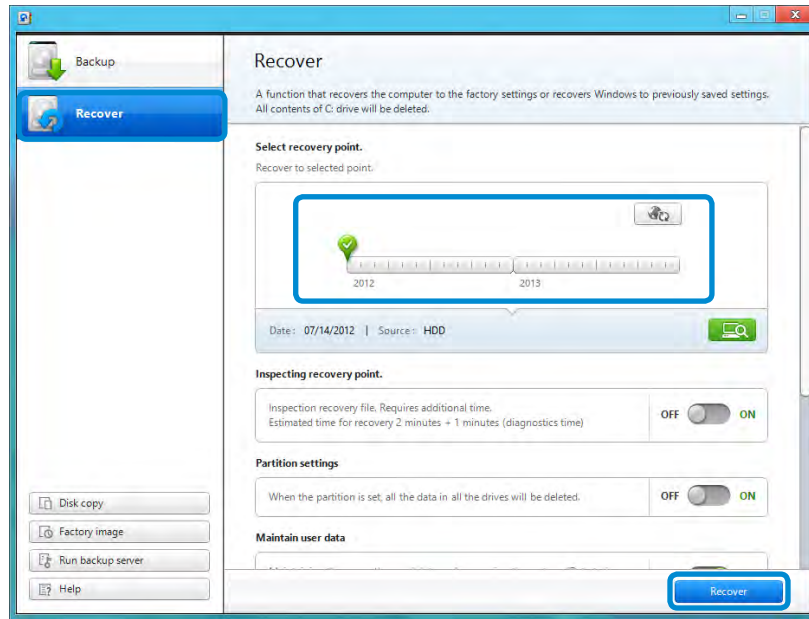 Backup
Recover
Disk copy
Factory image
Run backup server
Help
Recover
A function that recovers the computer to the factory settings or recovers Windows to previously saved settings.
All contents of C: drive will be deleted.
Select recovery point.
Recover to selected point.
2012 2013
Date : 07/14/2012 | Source : HDD
Inspecting recovery point.
Inspection recovery file. Requires additional time.
Estimated time for recovery 2 minutes + 1 minutes (diagnostics time)
OFF ON
Partition settings
When the partition is set, all the data in all the drives will be deleted.
OFF ON
Maintain user data
Recover